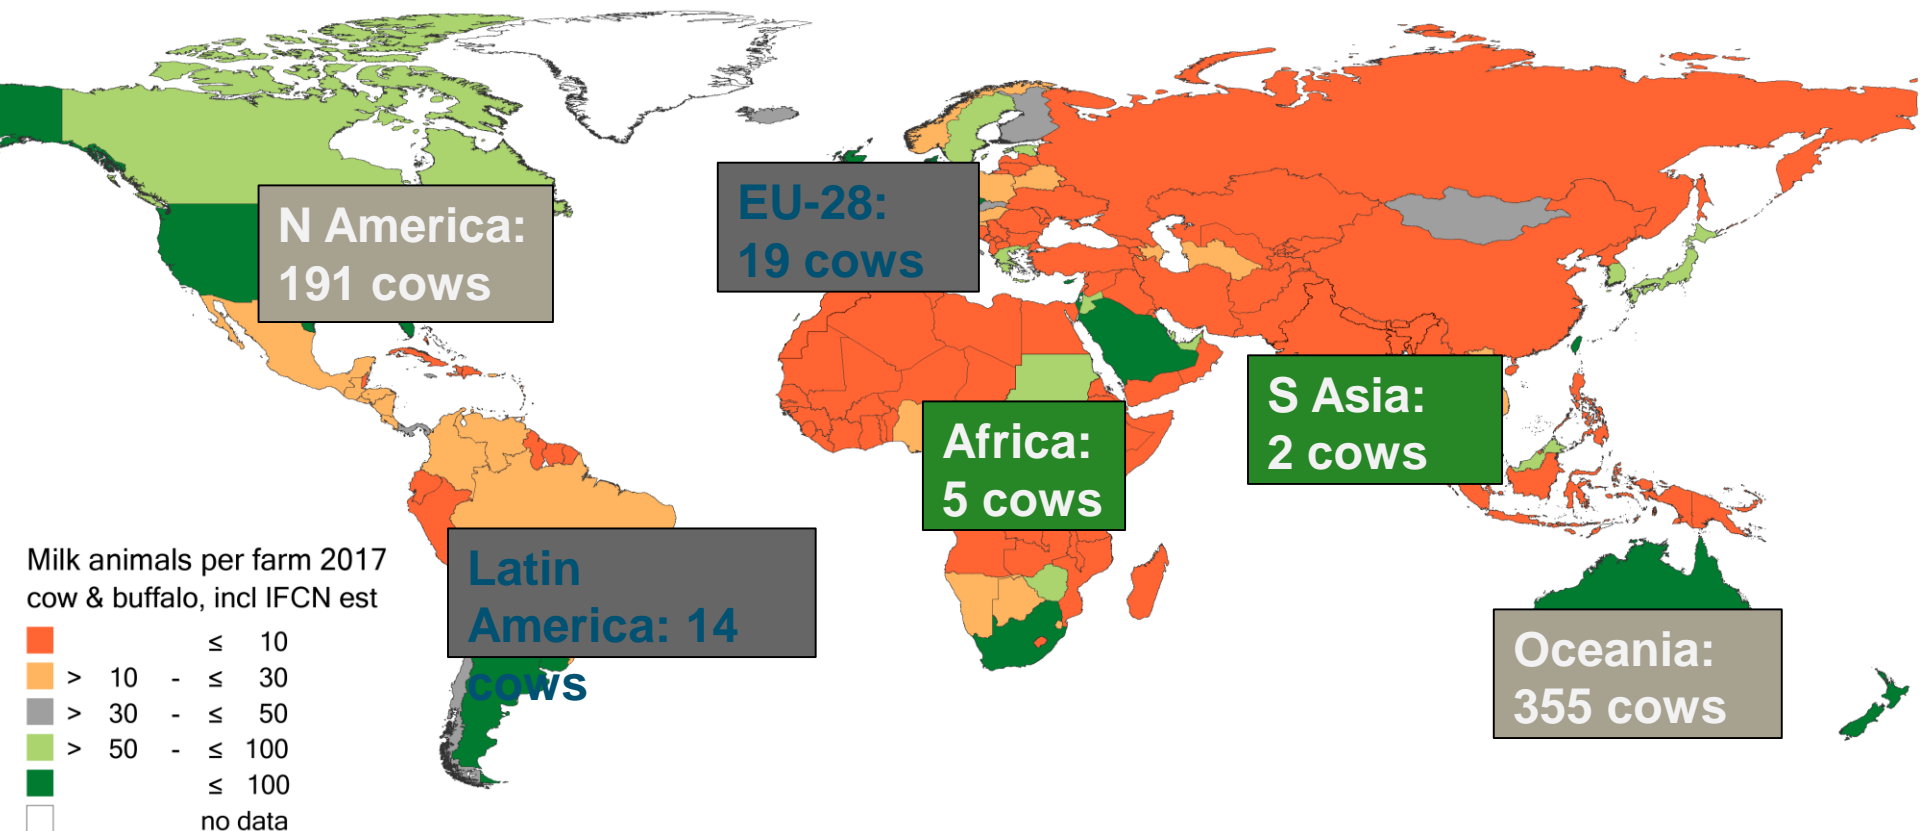 N America:
191 cows
EU-28:
19 cows
S Asia:
2 cows
Africa:
5 cows
Latin
America: 14
cows
Oceania:
355 cows
Milk animals per farm 2017
cow & buffalo, incl IFCN est
≤ 10
> 10 - ≤ 30
> 30 - ≤ 50
> 50 - ≤ 100
≤ 100
no data